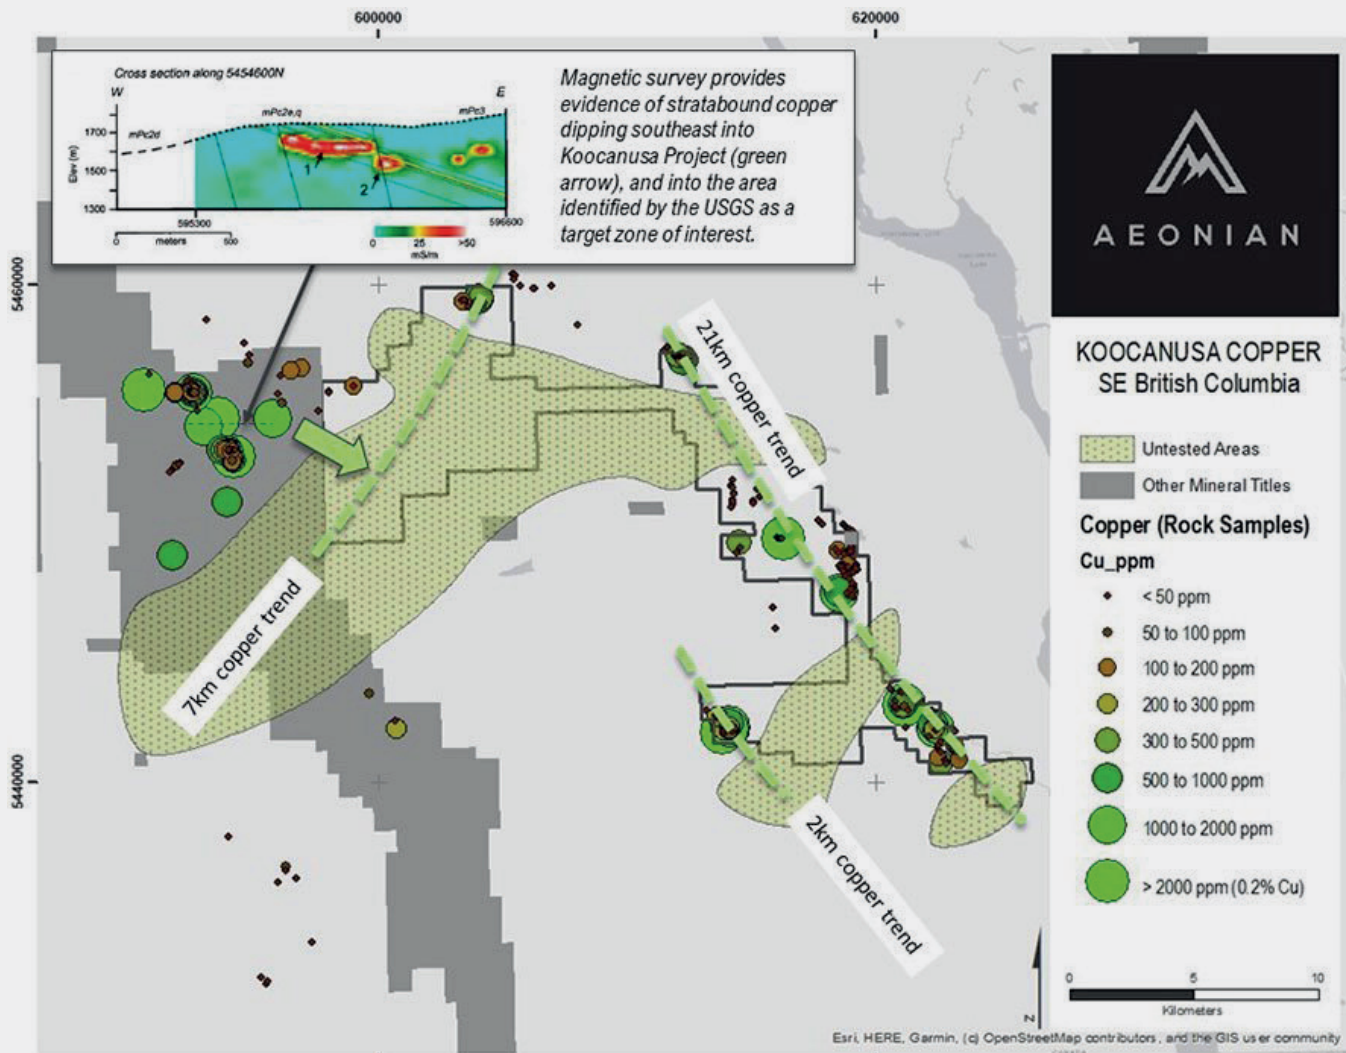 600000
620000
Cross section along 5454600N
W
E
mPc2d
mPc2e,q
mPc3
1700
1500
1300
Elev (m)
1
2
595300
596600
0
500
meters
0
25
>50
mS/m
Magnetic survey provides
evidence of stratabound copper
dipping southeast into
Koocanusa Project (green
arrow), and into the area
identified by the USGS as a
target zone of interest.
5460000
5440000
21km copper trend
7km copper trend
2km copper trend
AEONIAN
KOOCANUSA COPPER
SE British Columbia
Untested Areas
Other Mineral Titles
Copper (Rock Samples)
Cu_ppm
< 50 ppm
50 to 100 ppm
100 to 200 ppm
200 to 300 ppm
300 to 500 ppm
500 to 1000 ppm
1000 to 2000 ppm
> 2000 ppm (0.2% Cu)
0
5
10
Kilometers
Z
Esri, HERE, Garmin, (c) OpenStreetMap contributors, and the GIS user community